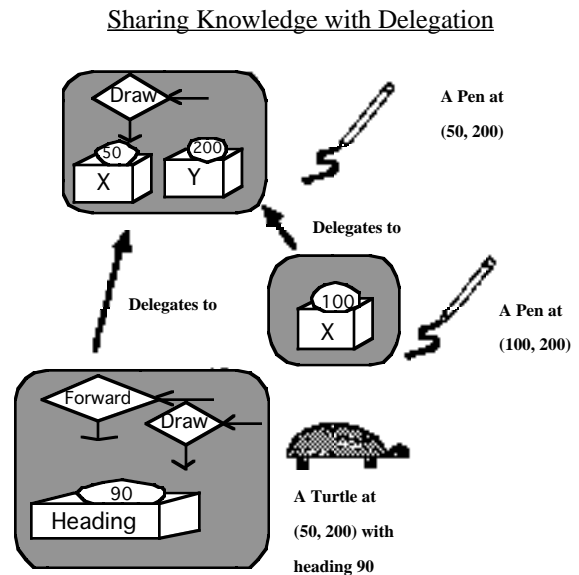 Sharing Knowledge with Delegation
Draw
50
X
200
Y
A Pen at
(50, 200)
Delegates to
Delegates to
100
X
A Pen at
(100, 200)
Forward
Draw
90
Heading
A Turtle at
(50, 200) with
heading 90